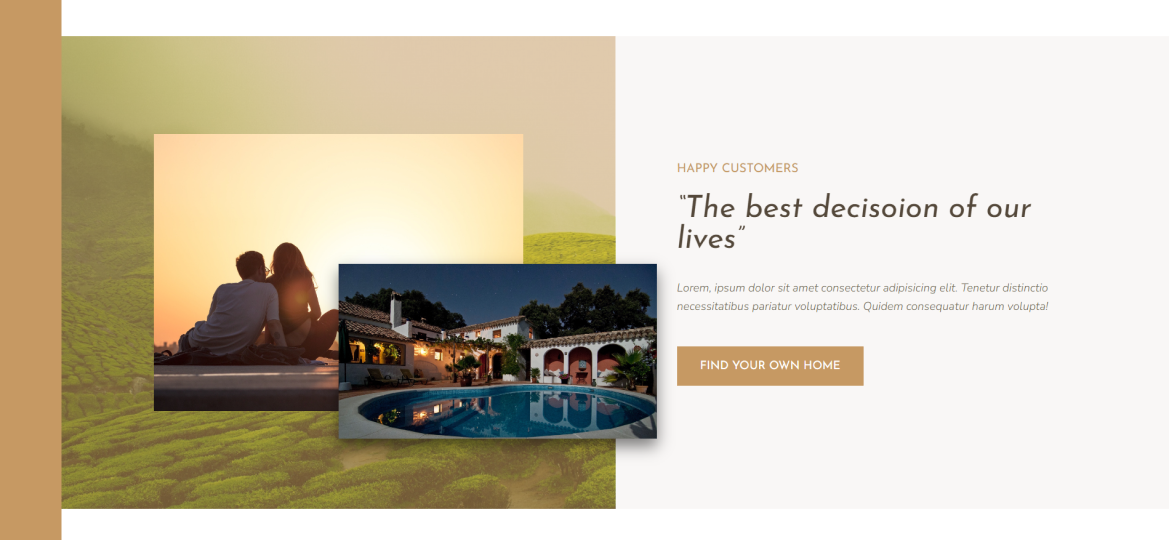 HAPPY CUSTOMERS
“The best decisoion of our
lives”
Lorem, ipsum dolor sit amet consectetur adipisicing elit. Tenetur distinctio
necessitatibus pariatur voluptatibus. Quidem consequatur harum volupta!
FIND YOUR OWN HOME